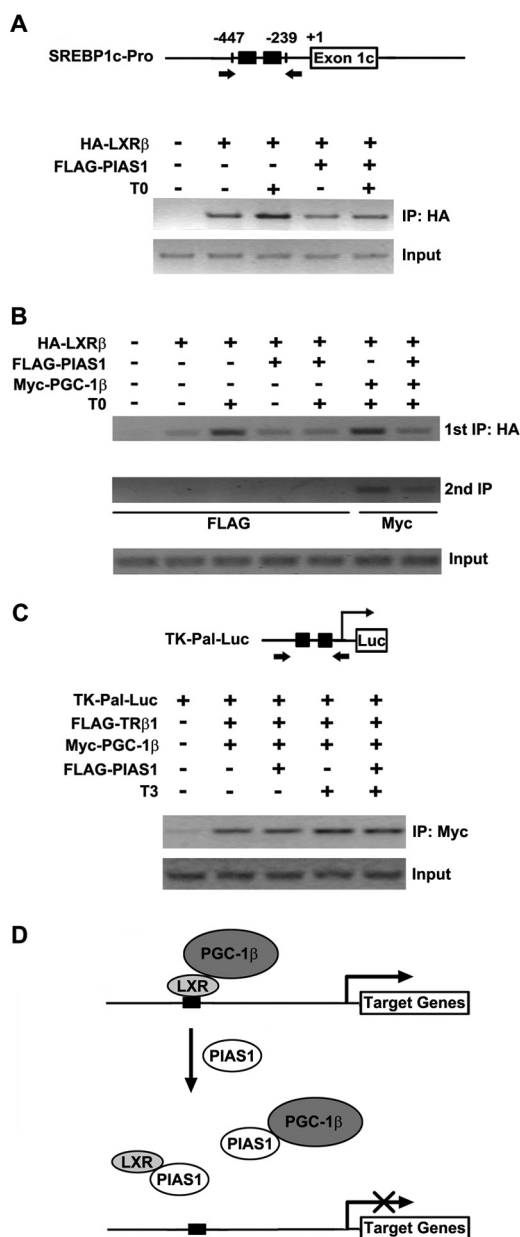 A
-447 -239 +1
SREBP1c-Pro Exon 1c
HA-LXRβ - + + + +
FLAG-PIAS1 - - - + +
T0 - - + - +
IP: HA
Input
B
HA-LXRβ - + + + + + +
FLAG-PIAS1 - - - + + - +
Myc-PGC-1β - - - - - + +
T0 - - + - + + +
1st IP: HA
2nd IP
FLAG Myc
Input
C
TK-Pal-Luc Luc
TK-Pal-Luc + + + + +
FLAG-TRβ1 - + + + +
Myc-PGC-1β - + + + +
FLAG-PIAS1 - - + - +
T3 - - - + +
IP: Myc
Input
D
PGC-1β
LXR
Target Genes
PIAS1
PGC-1β
PIAS1
LXR
PIAS1
Target Genes